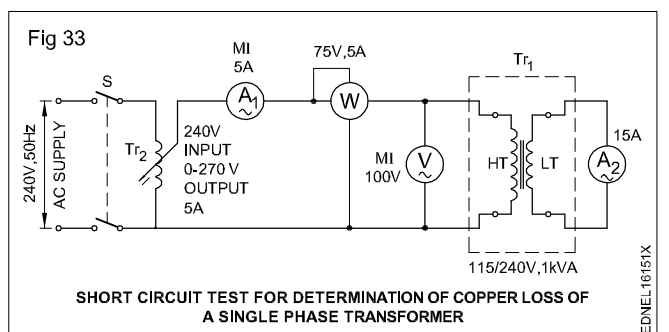 Fig 33
MI
5A
75V,5A
Tr1
S
A1
W
240V,50Hz
AC SUPPLY
Tr2
240V
INPUT
0-270 V
OUTPUT
5A
MI
100V
V
HT
LT
15A
A2
115/240V,1kVA
SHORT CIRCUIT TEST FOR DETERMINATION OF COPPER LOSS OF
A SINGLE PHASE TRANSFORMER
EDNEL16151X